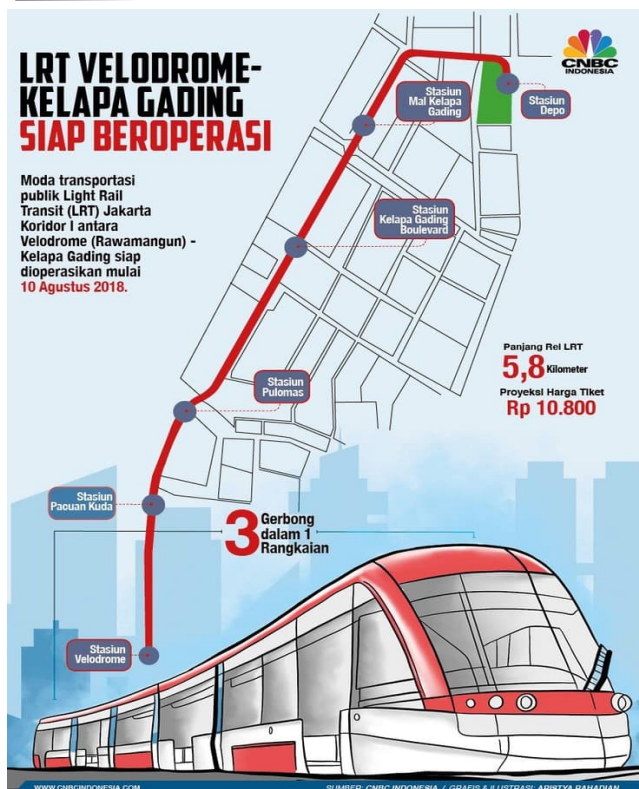 LRT VELODROME-
KELAPA GADING
SIAP BEROPERASI
Moda transportasi
publik Light Rail
Transit (LRT) Jakarta
Koridor I antara
Velodrome (Rawamangun) -
Kelapa Gading siap
dioperasikan mulai
10 Agustus 2018.
CNBC
INDONESIA
Stasiun
Mal Kelapa
Gading
Stasiun
Depo
Stasiun
Kelapa Gading
Boulevard
Panjang Rel LRT
5,8 Kilometer
Proyeksi Harga Tiket
Rp 10.800
Stasiun
Pulomas
Stasiun
Paouan Kuda
3 Gerbong
dalam 1
Rangkaian
Stasiun
Velodrome
WWW.CNBCINDONESIA.COM
SUMBER: CNBC INDONESIA / GRAFIS & ILUSTRASI: ARISTYA RAHADIAN